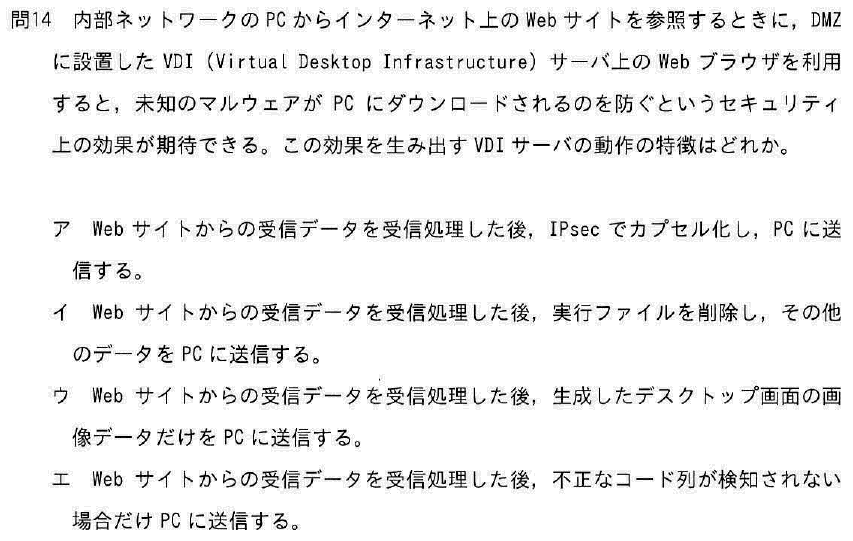 問14 内部ネットワークのPCからインターネット上のWebサイトを参照するときに，DMZ
に設置したVDI（Virtual Desktop Infrastructure）サーバ上のWebブラウザを利用
すると，未知のマルウェアがPCにダウンロードされるのを防ぐというセキュリティ
上の効果が期待できる。この効果を生み出すVDIサーバの動作の特徴はどれか。
ア Webサイトからの受信データを受信処理した後，IPsecでカプセル化し，PCに送
信する。
イ Webサイトからの受信データを受信処理した後，実行ファイルを削除し，その他
のデータをPCに送信する。
ウ Webサイトからの受信データを受信処理した後，生成したデスクトップ画面の画
像データだけをPCに送信する。
エ Webサイトからの受信データを受信処理した後，不正なコード列が検知されない
場合だけPCに送信する。